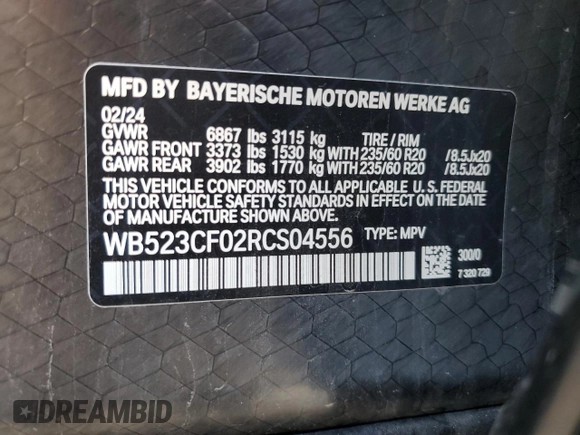 MFD BY BAYERISCHE MOTOREN WERKE AG
02/24
GVWR 6867 lbs 3115 kg TIRE / RIM
GAWR FRONT 3373 lbs 1530 kg WITH 235/60 R20 /8.5Jx20
GAWR REAR 3902 lbs 1770 kg WITH 235/60 R20 /8.5Jx20
THIS VEHICLE CONFORMS TO ALL APPLICABLE U. S. FEDERAL
MOTOR VEHICLE SAFETY STANDARDS IN EFFECT ON THE
DATE OF MANUFACTURE SHOWN ABOVE.
WB523CF02RCS04556 TYPE: MPV
300/0
7 320 729
DREAMBID